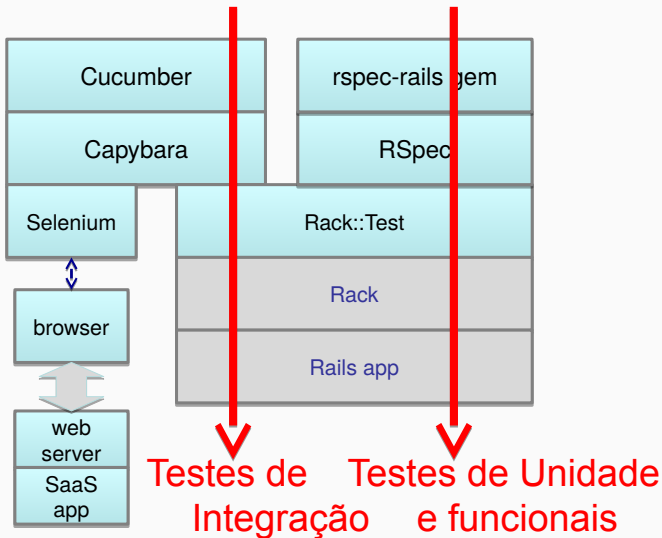 Cucumber
rspec-rails gem
Capybara
RSpec
Selenium
Rack::Test
Rack
browser
Rails app
web
server
SaaS
app
Testes de
Integração
Testes de Unidade
e funcionais